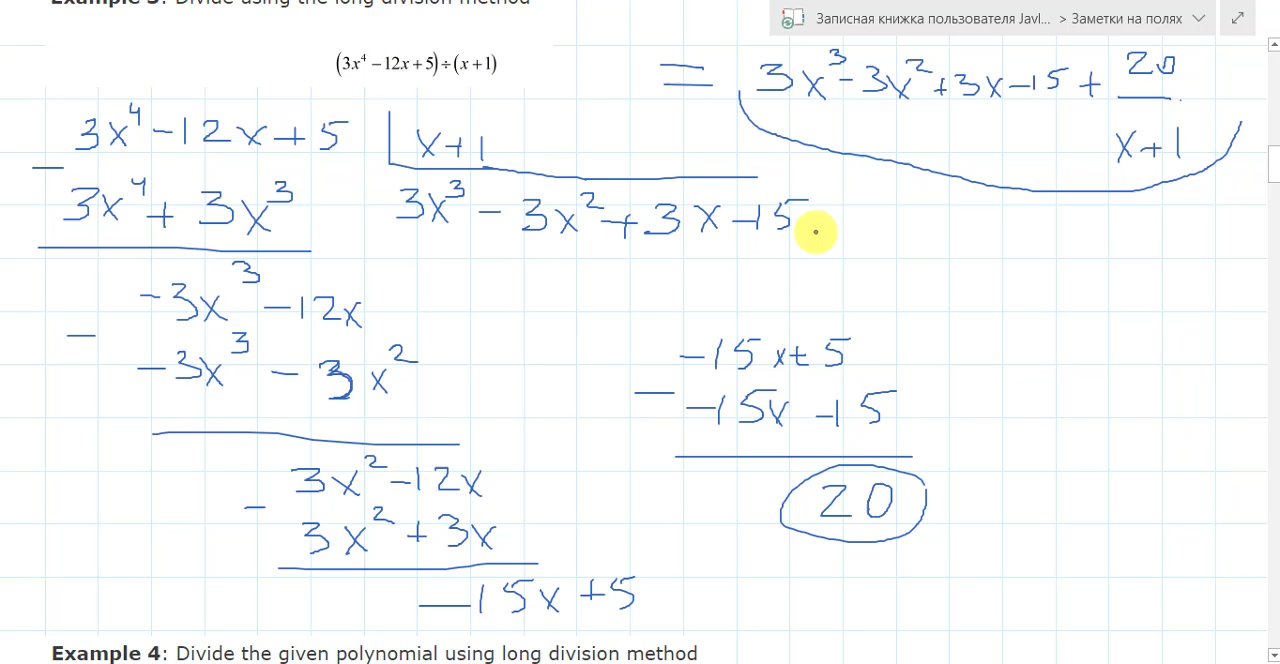 Example 3: Divide using the long division method
Записная книжка пользователя Javl... > Заметки на полях
(3x⁴ − 12x + 5) ÷ (x + 1)
= 3x³ - 3x² + 3x - 15 + 20/(x + 1)
3x⁴ - 12x + 5 | x + 1
- 3x⁴ + 3x³
3x³ - 3x² + 3x - 15
-3x³ - 12x
- -3x³ - 3x²
3x² - 12x
- 3x² + 3x
-15x + 5
-15x + 5
- -15x - 15
20
Example 4: Divide the given polynomial using long division method